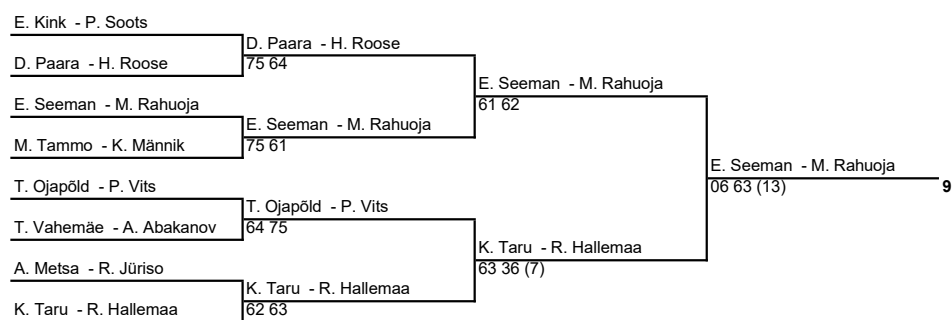 E. Kink - P. Soots
D. Paara - H. Roose
D. Paara - H. Roose
75 64
E. Seeman - M. Rahuoja
61 62
E. Seeman - M. Rahuoja
E. Seeman - M. Rahuoja
75 61
M. Tammo - K. Männik
E. Seeman - M. Rahuoja
06 63 (13)
9
T. Ojapõld - P. Vits
T. Ojapõld - P. Vits
64 75
T. Vahemäe - A. Abakanov
K. Taru - R. Hallemaa
63 36 (7)
A. Metsa - R. Jüriso
K. Taru - R. Hallemaa
62 63
K. Taru - R. Hallemaa